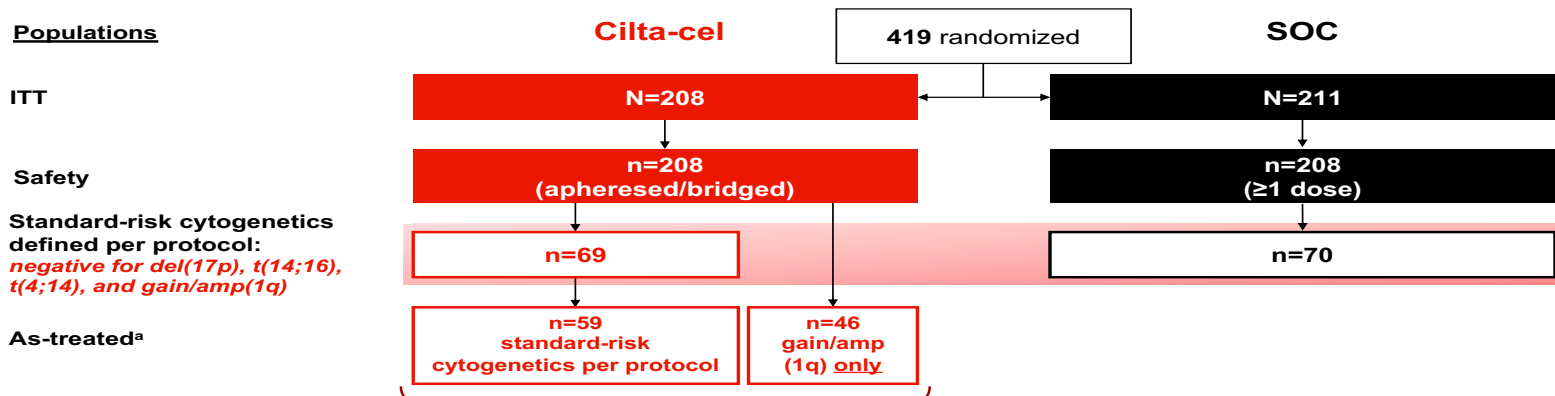 Populations
Cilta-cel
419 randomized
SOC
ITT
N=208
N=211
Safety
n=208
(apheresed/bridged)
n=208
(≥1 dose)
Standard-risk cytogenetics
defined per protocol:
negative for del(17p), t(14;16),
t(4;14), and gain/amp(1q)
n=69
n=70
As-treatedᵃ
n=59
standard-risk
cytogenetics per protocol
n=46
gain/amp
(1q) only